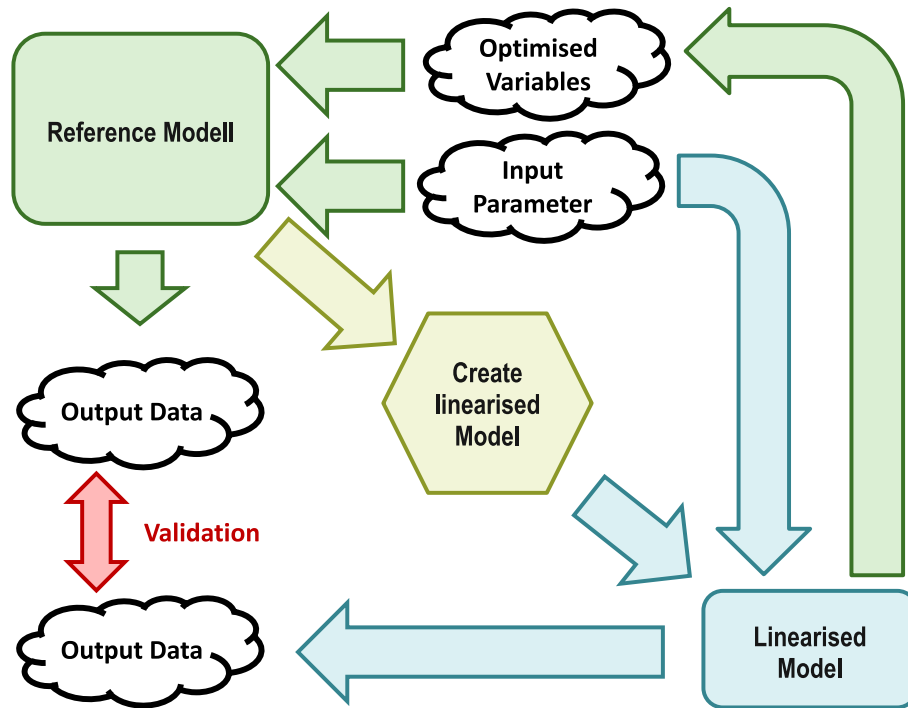 Optimised
Variables
Reference Modell
Input
Parameter
Create
linearised
Model
Output Data
Validation
Output Data
Linearised
Model